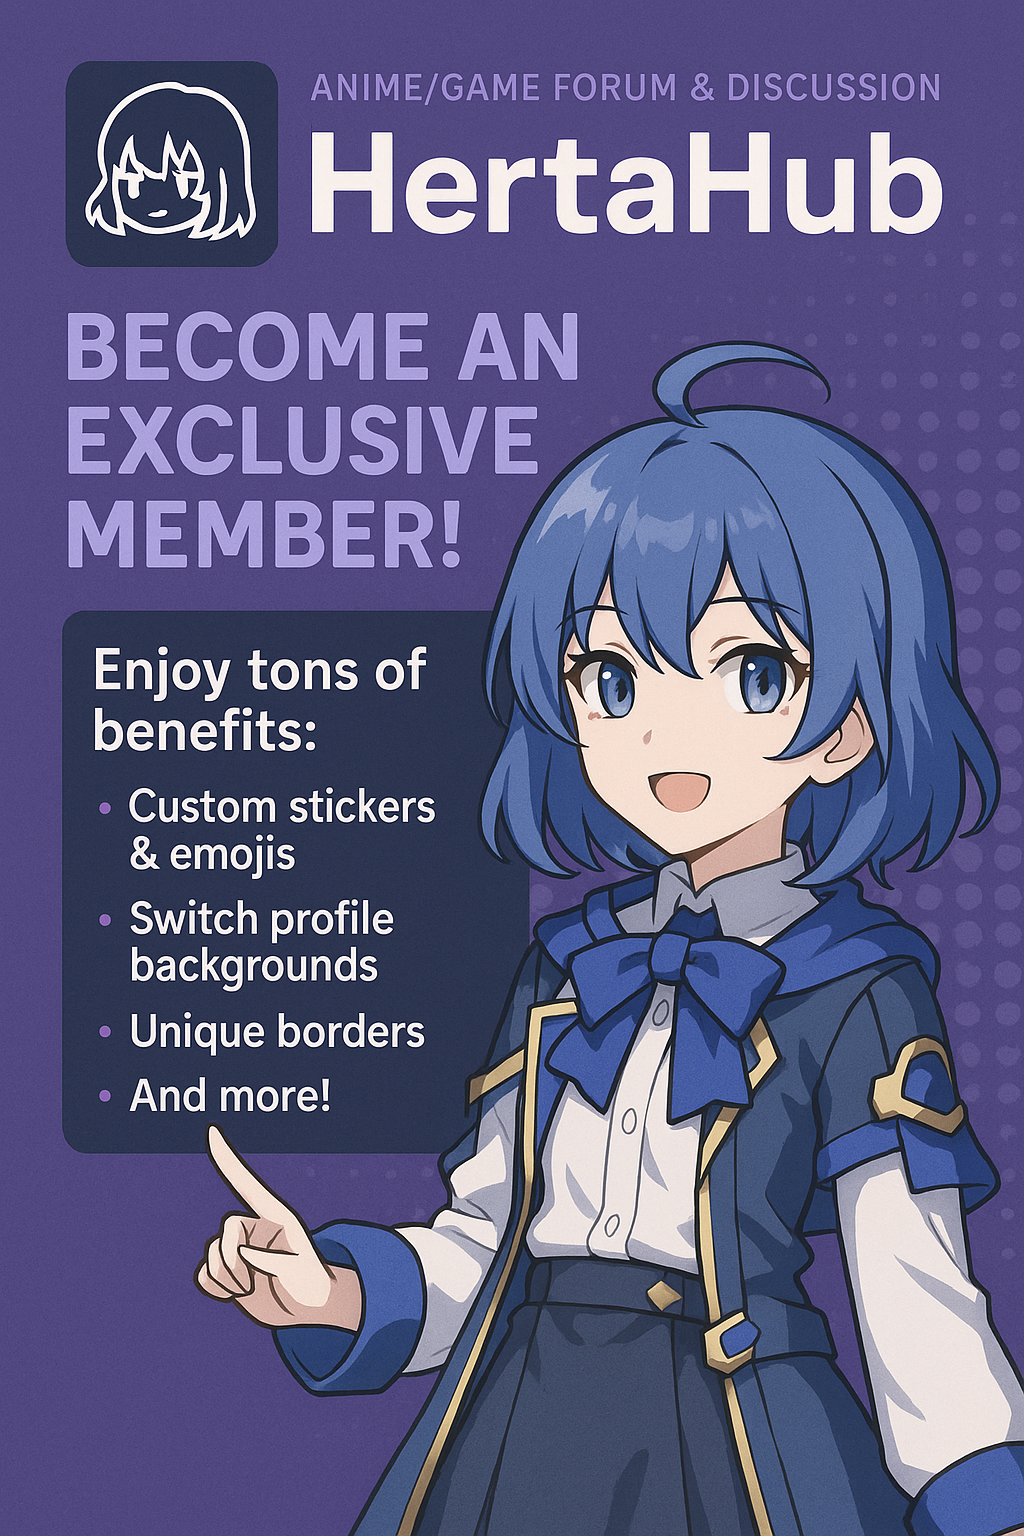 ANIME/GAME FORUM & DISCUSSION
HertaHub
BECOME AN
EXCLUSIVE
MEMBER!
Enjoy tons of
benefits:
• Custom stickers
& emojis
• Switch profile
backgrounds
• Unique borders
• And more!